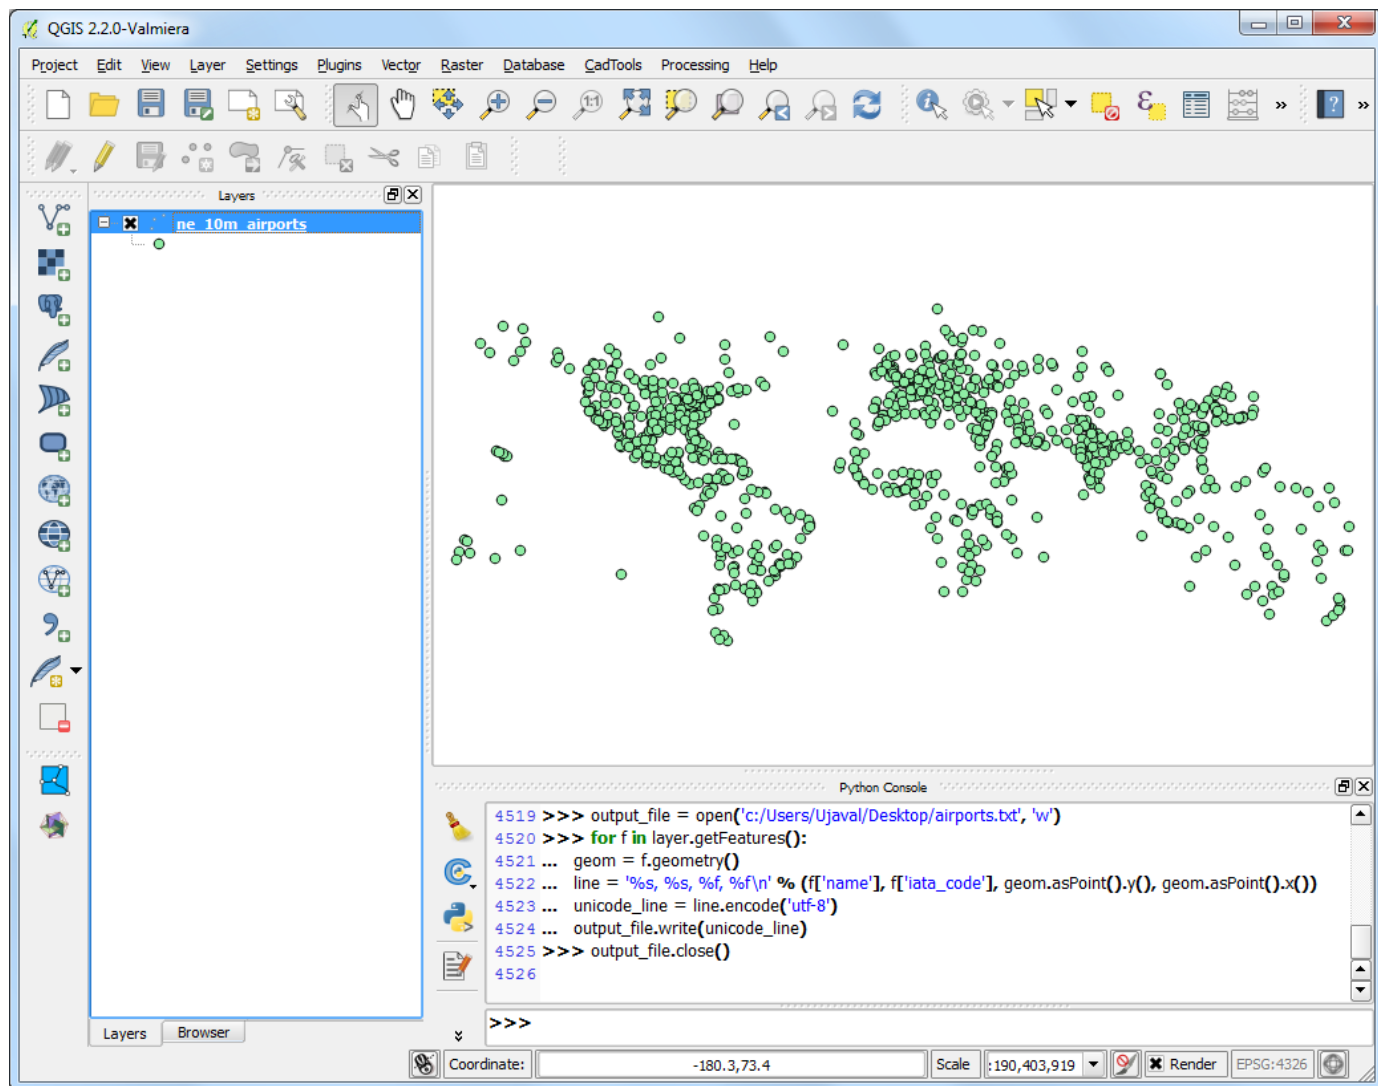 QGIS 2.2.0-Valmiera
Project Edit View Layer Settings Plugins Vector Raster Database CadTools Processing Help
Layers
ne_10m_airports
Python Console
4519 >>> output_file = open('c:/Users/Ujaval/Desktop/airports.txt', 'w')
4520 >>> for f in layer.getFeatures():
4521 ... geom = f.geometry()
4522 ... line = '%s, %s, %f, %f\n' % (f['name'], f['iata_code'], geom.asPoint().y(), geom.asPoint().x())
4523 ... unicode_line = line.encode('utf-8')
4524 ... output_file.write(unicode_line)
4525 >>> output_file.close()
4526
>>>
Layers Browser
Coordinate: -180.3,73.4 Scale :190,403,919 Render EPSG:4326